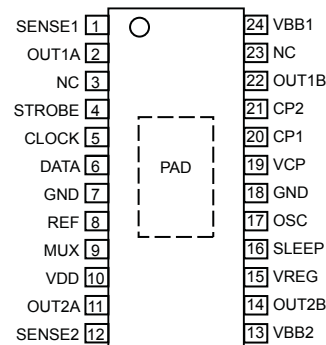 SENSE1 1
OUT1A 2
NC 3
STROBE 4
CLOCK 5
DATA 6
GND 7
REF 8
MUX 9
VDD 10
OUT2A 11
SENSE2 12
PAD
24 VBB1
23 NC
22 OUT1B
21 CP2
20 CP1
19 VCP
18 GND
17 OSC
16 SLEEP
15 VREG
14 OUT2B
13 VBB2